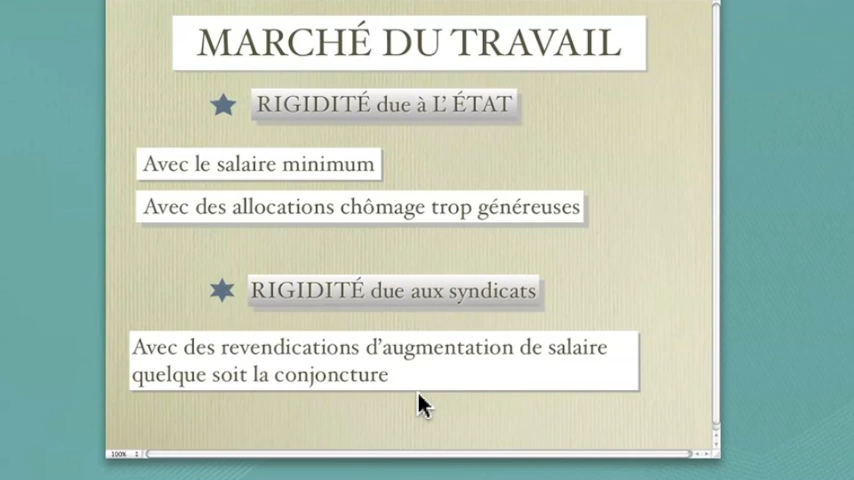 MARCHÉ DU TRAVAIL
RIGIDITÉ due à L' ÉTAT
Avec le salaire minimum
Avec des allocations chômage trop généreuses
RIGIDITÉ due aux syndicats
Avec des revendications d'augmentation de salaire
quelque soit la conjoncture
100%